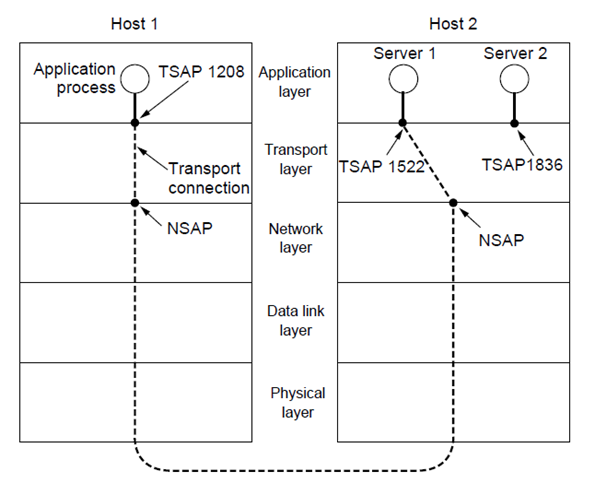 Host 1
Host 2
Application
process
TSAP 1208
Application
layer
Server 1
Server 2
Transport
layer
TSAP 1522
TSAP1836
Transport
connection
NSAP
Network
layer
NSAP
Data link
layer
Physical
layer